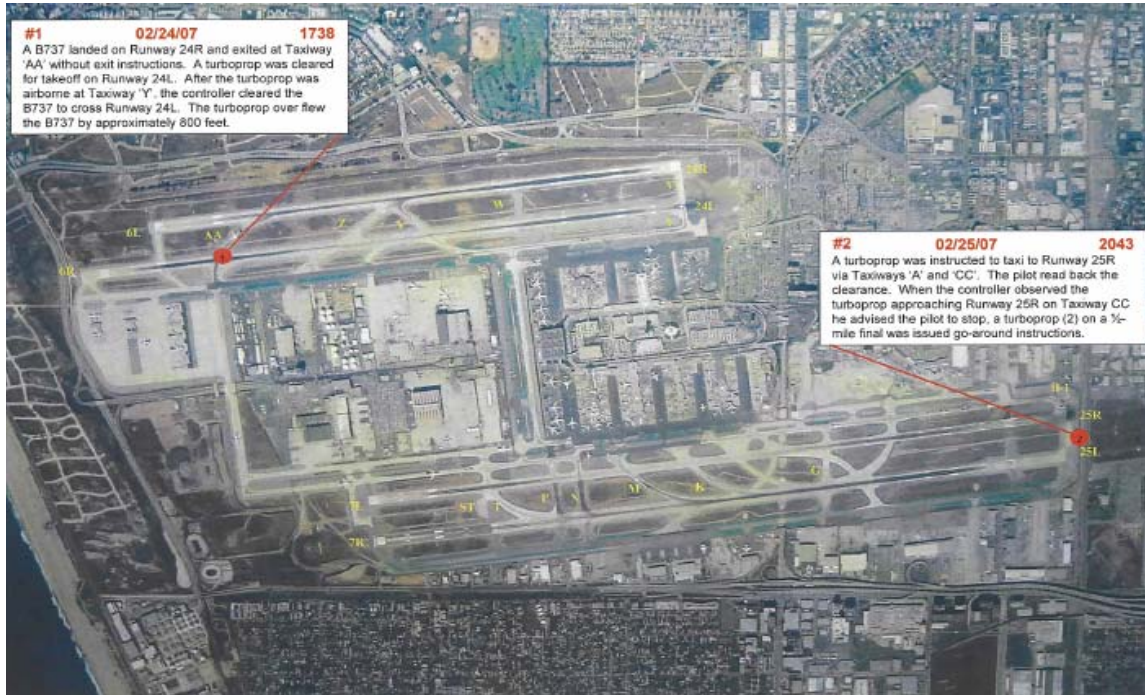 #1 02/24/07 1738
A B737 landed on Runway 24R and exited at Taxiway
'AA' without exit instructions. A turboprop was cleared
for takeoff on Runway 24L. After the turboprop was
airborne at Taxiway 'Y', the controller cleared the
B737 to cross Runway 24L. The turboprop over flew
the B737 by approximately 800 feet.
24R
V
W
24L
Z
Y
6L
AA
1
6R
#2 02/25/07 2043
A turboprop was instructed to taxi to Runway 25R
via Taxiways 'A' and 'CC'. The pilot read back the
clearance. When the controller observed the
turboprop approaching Runway 25R on Taxiway CC
he advised the pilot to stop, a turboprop (2) on a ½-
mile final was issued go-around instructions.
25R
2
25L
G
K
M
N
P
T
7L
7R